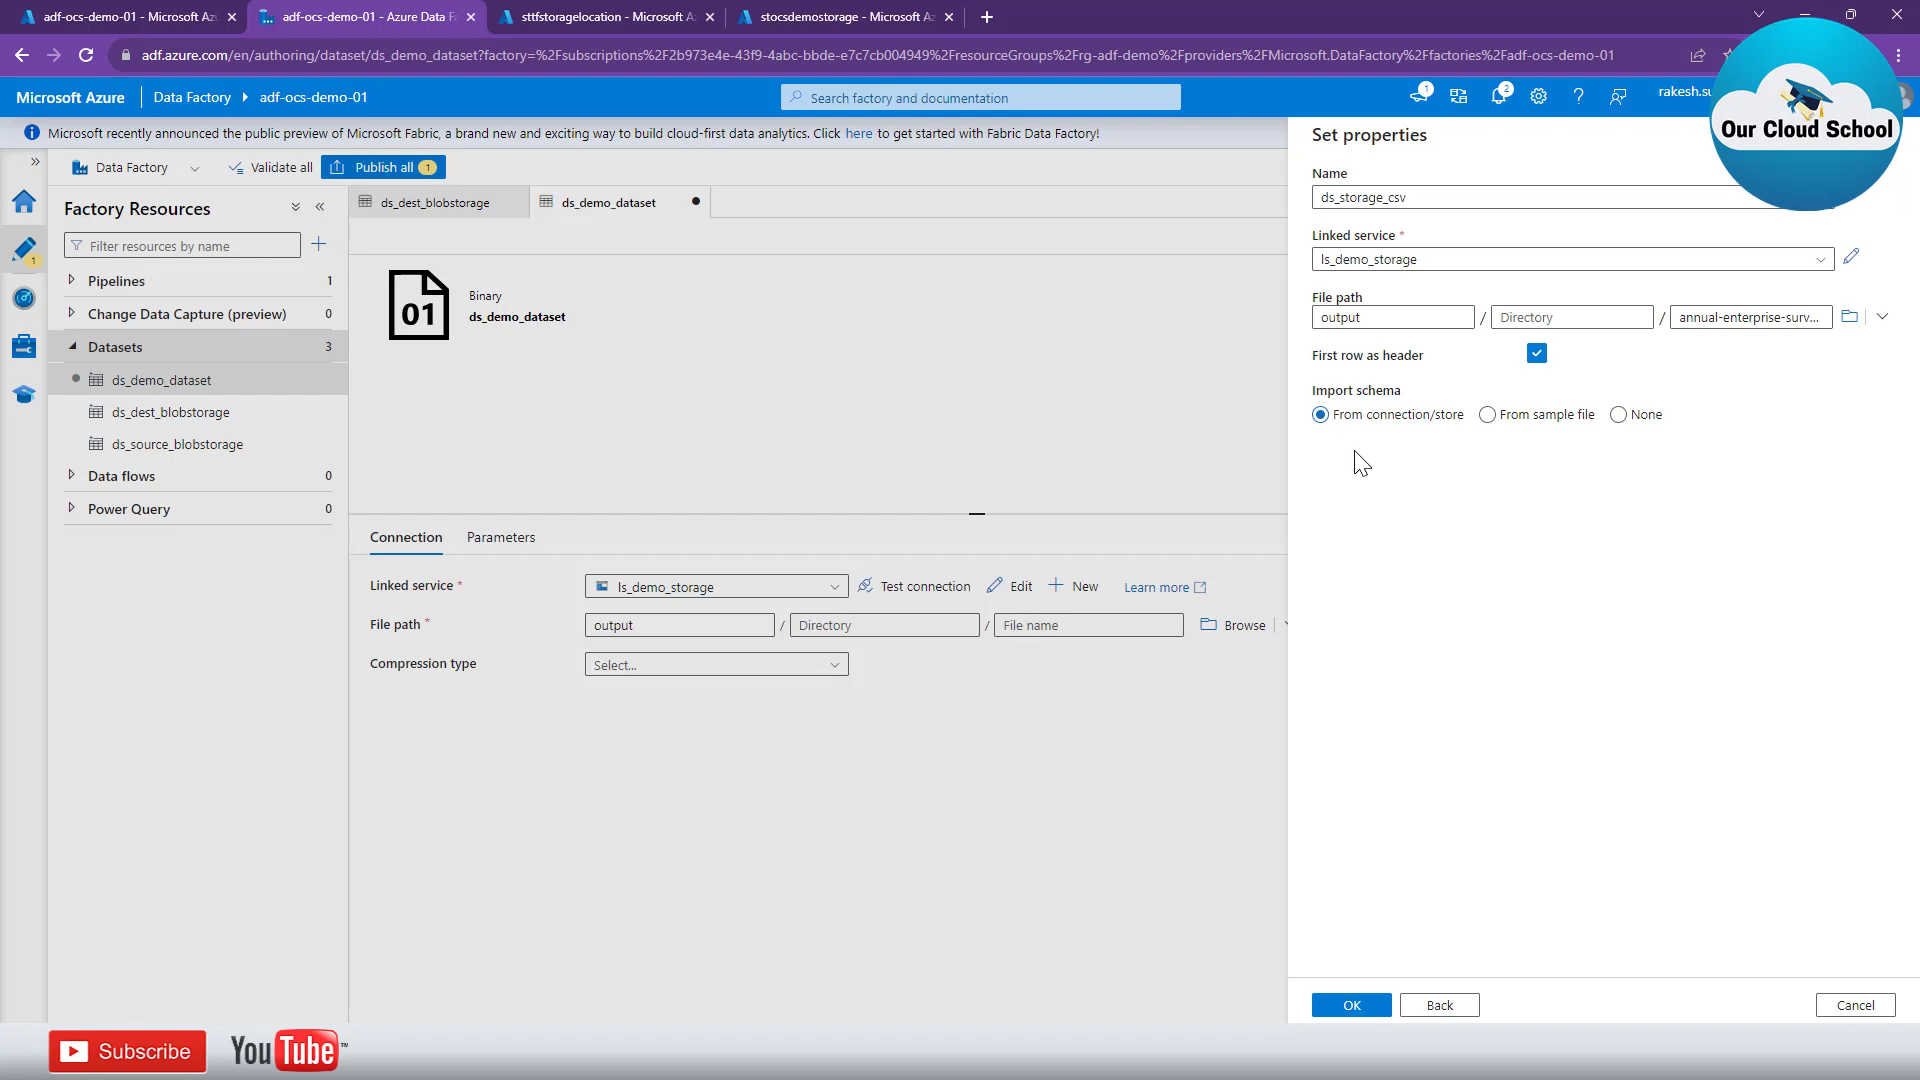 adf-ocs-demo-01 - Microsoft Az
adf-ocs-demo-01 - Azure Data F
sttfstoragelocation - Microsoft A
stocsdemostorage - Microsoft Az
adf.azure.com/en/authoring/dataset/ds_demo_dataset?factory=%2Fsubscriptions%2F2b973e4e-43f9-4abc-bbde-e7c7cb004949%2FresourceGroups%2Frg-adf-demo%2Fproviders%2FMicrosoft.DataFactory%2Ffactories%2Fadf-ocs-demo-01
Microsoft Azure
Data Factory
adf-ocs-demo-01
Search factory and documentation
1
2
rakesh.su
Our Cloud School
Microsoft recently announced the public preview of Microsoft Fabric, a brand new and exciting way to build cloud-first data analytics. Click here to get started with Fabric Data Factory!
Data Factory
Validate all
Publish all 1
Factory Resources
Filter resources by name
1
Pipelines 1
Change Data Capture (preview) 0
Datasets 3
ds_demo_dataset
ds_dest_blobstorage
ds_source_blobstorage
Data flows 0
Power Query 0
ds_dest_blobstorage
ds_demo_dataset
01
Binary
ds_demo_dataset
Connection
Parameters
Linked service *
ls_demo_storage
Test connection
Edit
New
Learn more
File path *
output / Directory / File name
Browse
Compression type
Select...
Set properties
Name
ds_storage_csv
Linked service *
ls_demo_storage
File path
output / Directory / annual-enterprise-surv...
First row as header
Import schema
From connection/store
From sample file
None
OK
Back
Cancel
Subscribe
YouTube
TM